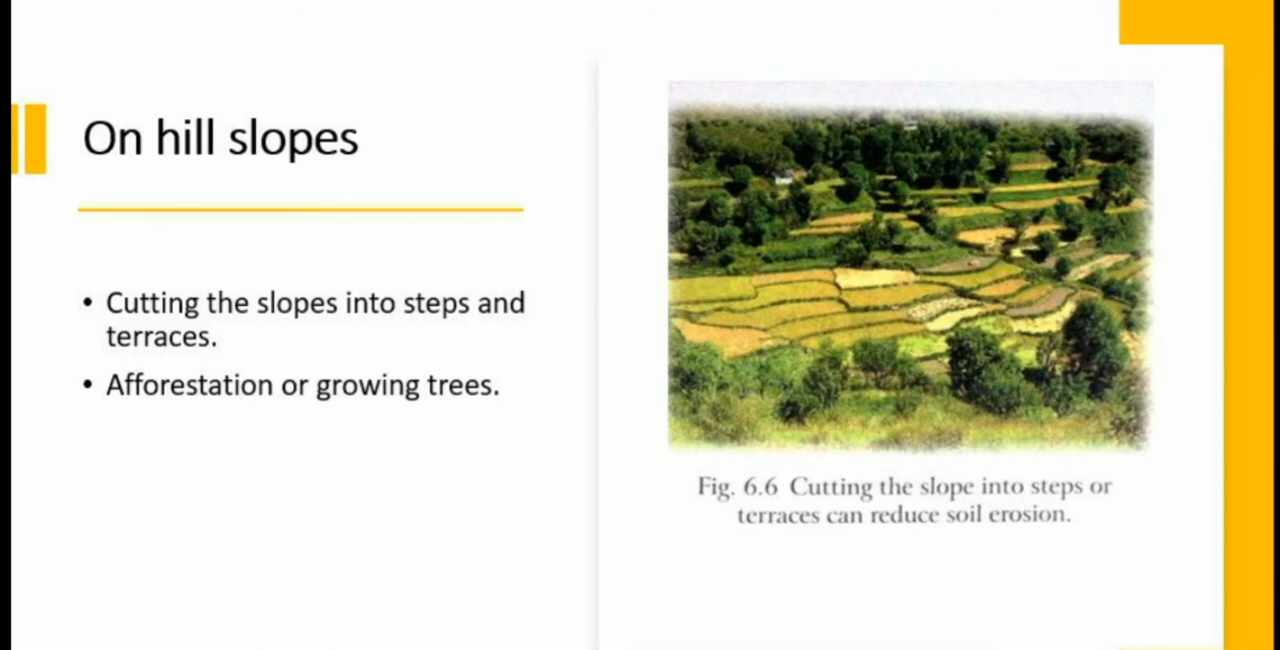 On hill slopes
• Cutting the slopes into steps and
terraces.
• Afforestation or growing trees.
Fig. 6.6 Cutting the slope into steps or
terraces can reduce soil erosion.